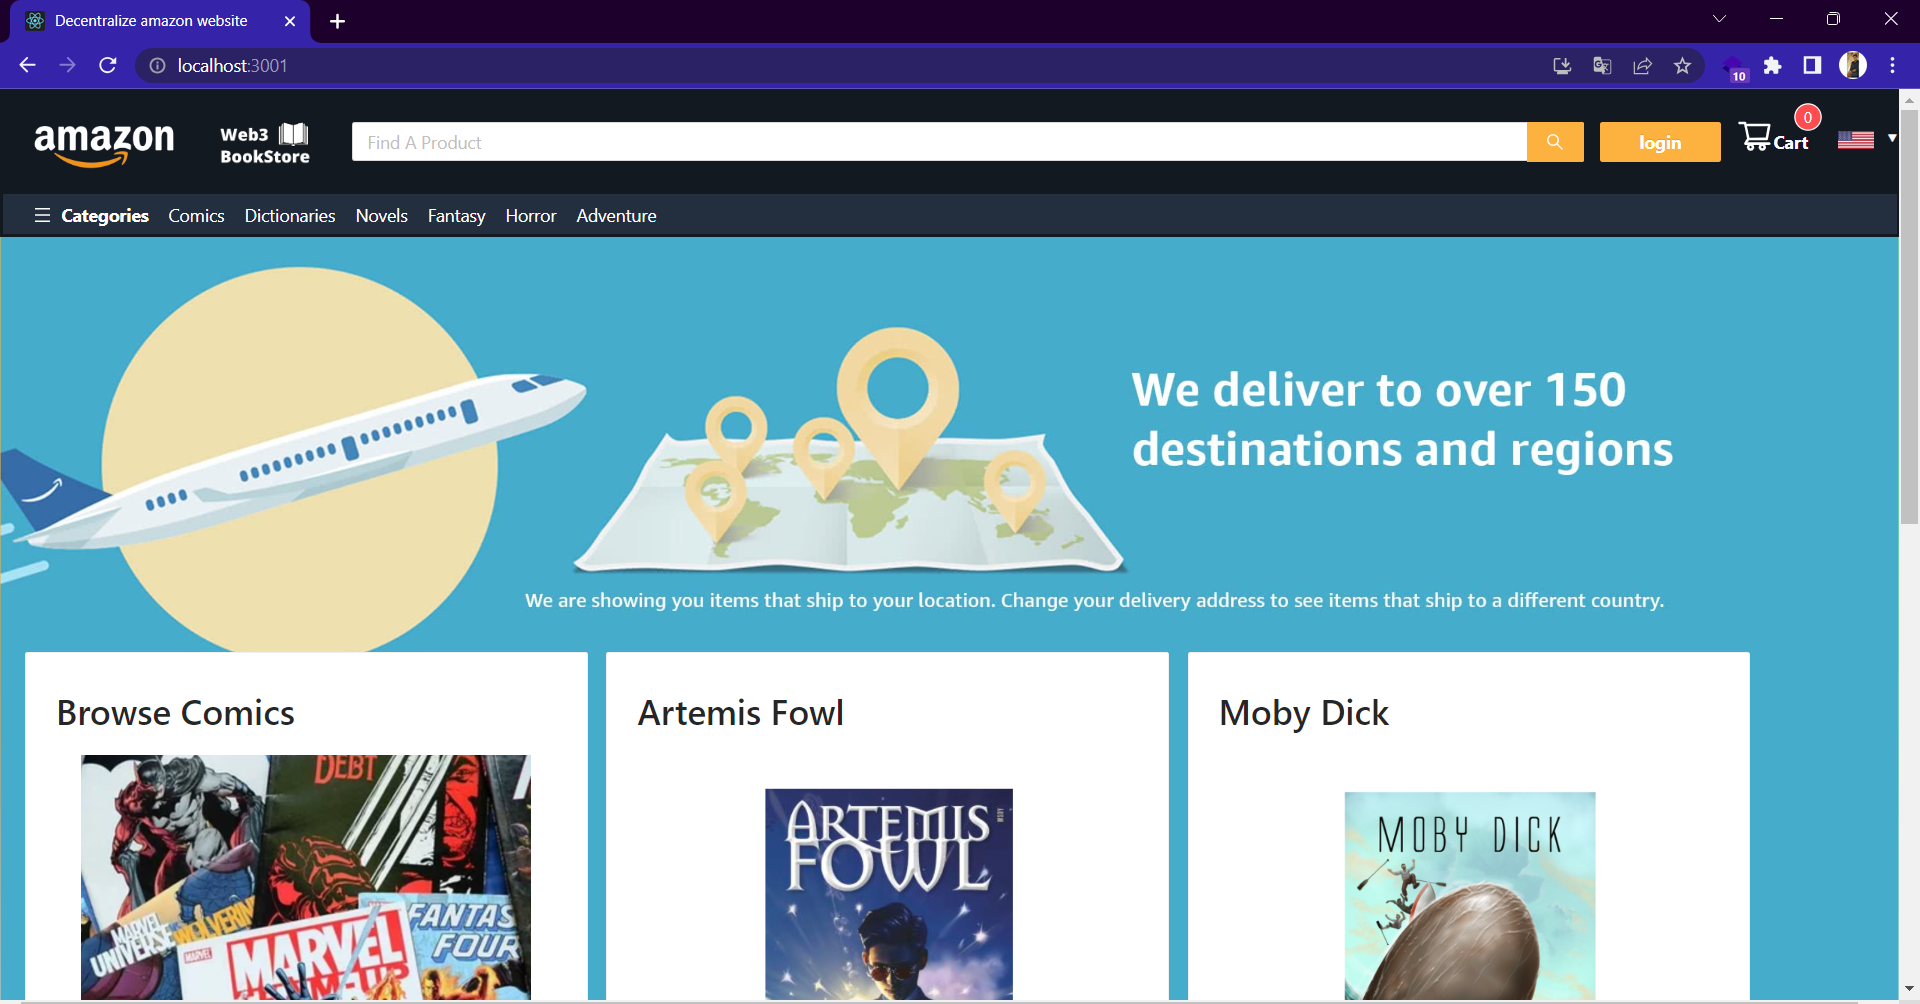 Decentralize amazon website
localhost:3001
10
amazon
Web3
BookStore
Find A Product
login
0
Cart
Categories Comics Dictionaries Novels Fantasy Horror Adventure
We deliver to over 150
destinations and regions
We are showing you items that ship to your location. Change your delivery address to see items that ship to a different country.
Browse Comics
Artemis Fowl
Moby Dick
DEBT
MARVEL
UNIVERSE
WOLVERINE
MARVEL
MARVEL
FANTAS
FOUR
ARTEMIS
FOWL
MOBY DICK